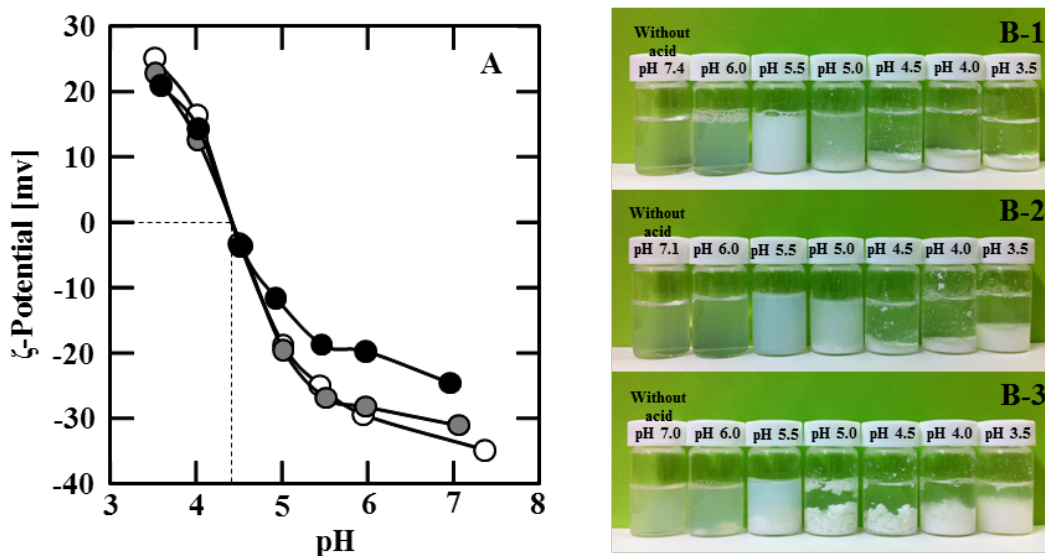 30
20
10
0
-10
-20
-30
-40
ζ-Potential [mv]
3 4 5 6 7 8
pH
A
B-1
Without
acid
pH 7.4 pH 6.0 pH 5.5 pH 5.0 pH 4.5 pH 4.0 pH 3.5
B-2
Without
acid
pH 7.1 pH 6.0 pH 5.5 pH 5.0 pH 4.5 pH 4.0 pH 3.5
B-3
Without
acid
pH 7.0 pH 6.0 pH 5.5 pH 5.0 pH 4.5 pH 4.0 pH 3.5